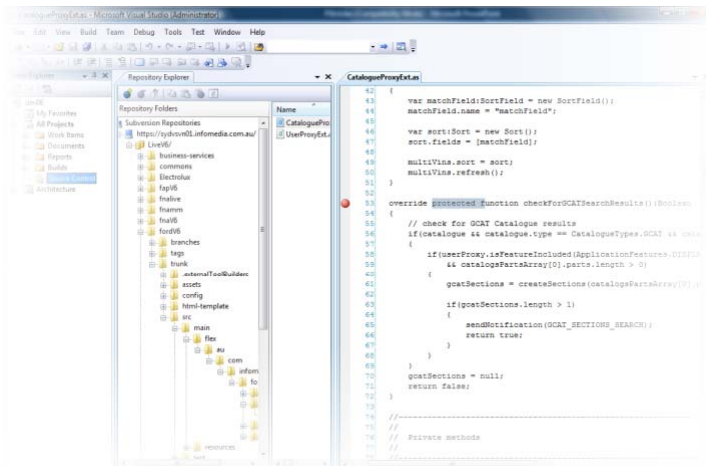 CatalogueProxyExt.as - Microsoft Visual Studio (Administrator)
Edit View Build Team Debug Tools Test Window Help
Repository Explorer
Repository Folders
Name
Subversion Repositories
https://sydvsvn01.infomedia.com.au/
LiveV6/
business-services
commons
Electrolux
fapV6
fnalive
fnamm
fnaV6
fordV6
branches
tags
trunk
.externalToolBuilders
assets
config
html-template
src
main
flex
au
com
infom
fo
resources
CataloguePro
UserProxyExt.
My Favorites
All Projects
Work Items
Documents
Reports
Builds
Source Control
Architecture
CatalogueProxyExt.as
42 {
43 var matchField:SortField = new SortField();
44 matchField.name = "matchField";
45
46 var sort:Sort = new Sort();
47 sort.fields = [matchField];
48
49 multiVins.sort = sort;
50 multiVins.refresh();
51 }
52
53 override protected function checkForGCATSearchResults():Boolean
54 {
55 // check for GCAT Catalogue results
56 if(catalogue && catalogue.type == CatalogueTypes.GCAT &&
57 {
58 if(userProxy.isFeatureIncluded(ApplicationFeatures.
59 && catalogsPartsArray[0].parts.length > 0)
60 {
61 gcatSections = createSections(catalogsPartsArray[0].
62
63 if(gcatSections.length > 1)
64 {
65 sendNotification(GCAT_SECTIONS_SEARCH);
66 return true;
67 }
68 }
69 }
70 gcatSections = null;
71 return false;
72 }
73
74 //
75 //
76 // Private methods
77 //
78 //